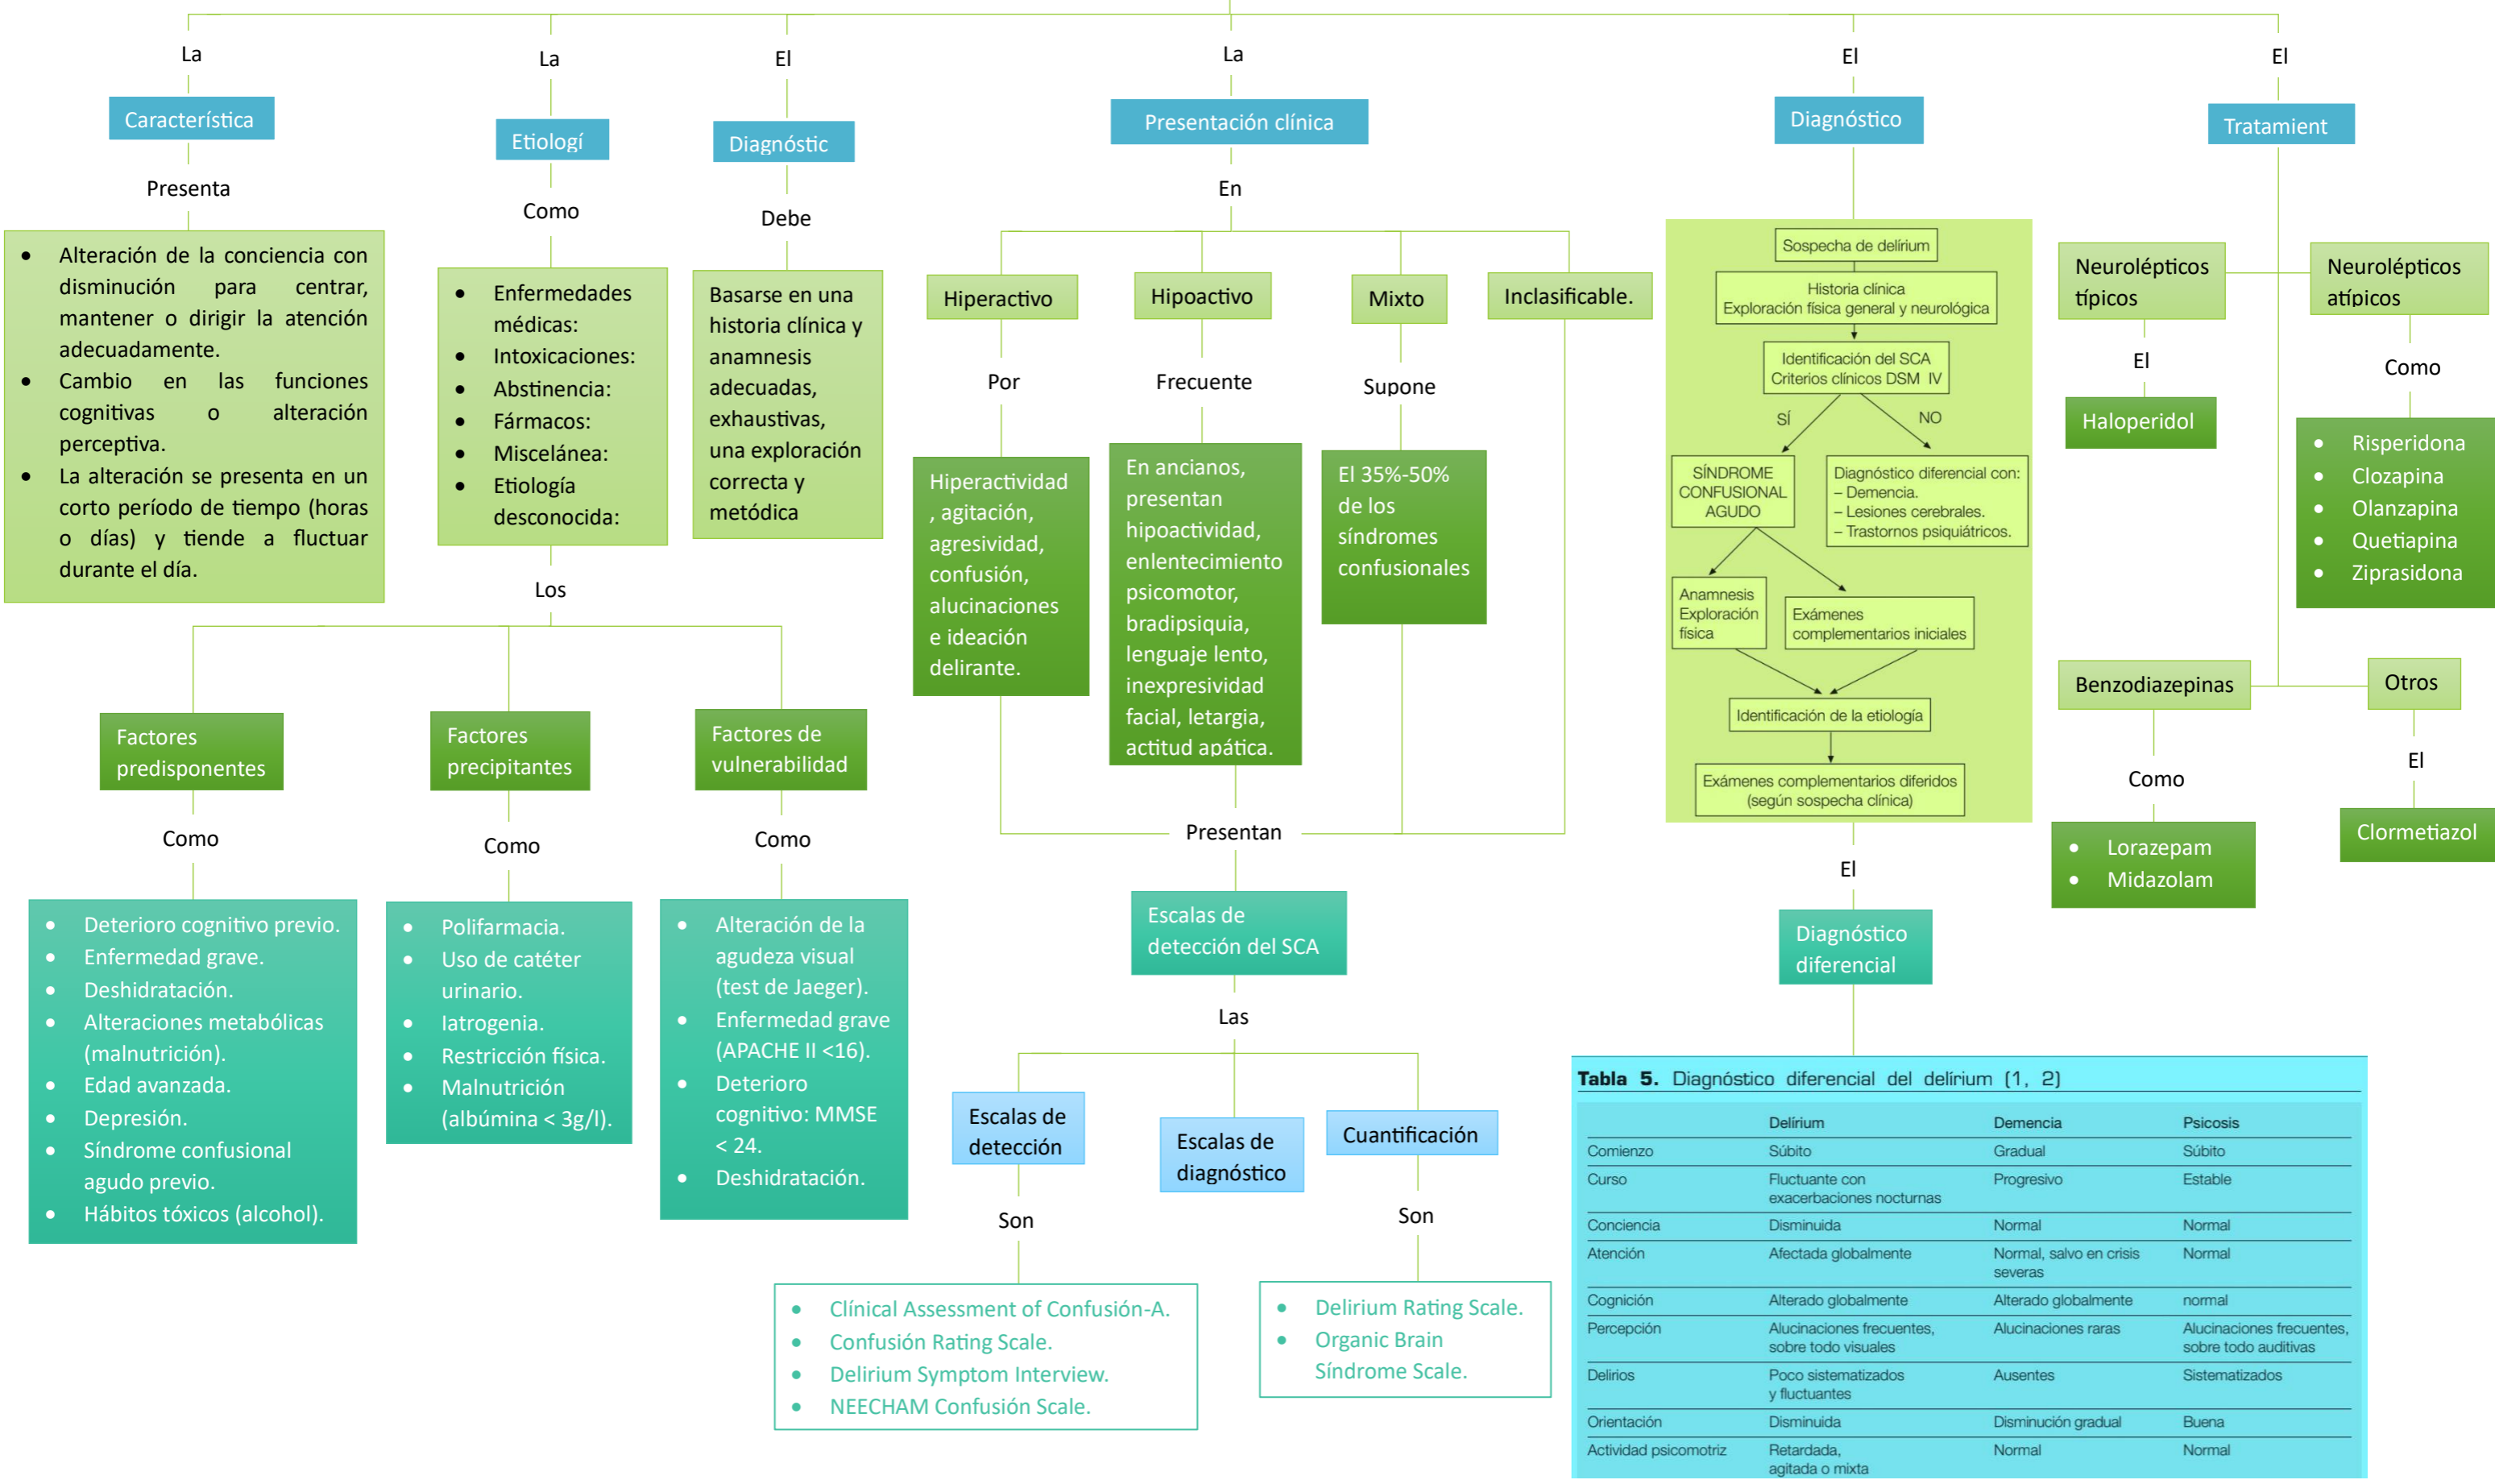 La
Característica
Presenta
• Alteración de la conciencia con
disminución para centrar,
mantener o dirigir la atención
adecuadamente.
• Cambio en las funciones
cognitivas o alteración
perceptiva.
• La alteración se presenta en un
corto período de tiempo (horas
o días) y tiende a fluctuar
durante el día.
La
Etiologí
Como
• Enfermedades
médicas:
• Intoxicaciones:
• Abstinencia:
• Fármacos:
• Miscelánea:
• Etiología
desconocida:
Los
Factores
predisponentes
Como
• Deterioro cognitivo previo.
• Enfermedad grave.
• Deshidratación.
• Alteraciones metabólicas
(malnutrición).
• Edad avanzada.
• Depresión.
• Síndrome confusional
agudo previo.
• Hábitos tóxicos (alcohol).
Factores
precipitantes
Como
• Polifarmacia.
• Uso de catéter
urinario.
• Iatrogenia.
• Restricción física.
• Malnutrición
(albúmina < 3g/l).
Factores de
vulnerabilidad
Como
• Alteración de la
agudeza visual
(test de Jaeger).
• Enfermedad grave
(APACHE II <16).
• Deterioro
cognitivo: MMSE
< 24.
• Deshidratación.
El
Diagnóstic
Debe
Basarse en una
historia clínica y
anamnesis
adecuadas,
exhaustivas,
una exploración
correcta y
metódica
La
Presentación clínica
En
Hiperactivo
Por
Hiperactividad
, agitación,
agresividad,
confusión,
alucinaciones
e ideación
delirante.
Hipoactivo
Frecuente
En ancianos,
presentan
hipoactividad,
enlentecimiento
psicomotor,
bradipsiquia,
lenguaje lento,
inexpresividad
facial, letargia,
actitud apática.
Mixto
Supone
El 35%-50%
de los
síndromes
confusionales
Inclasificable.
Presentan
Escalas de
detección del SCA
Las
Escalas de
detección
Son
• Clínical Assessment of Confusión-A.
• Confusión Rating Scale.
• Delirium Symptom Interview.
• NEECHAM Confusión Scale.
Escalas de
diagnóstico
Cuantificación
Son
• Delirium Rating Scale.
• Organic Brain
Síndrome Scale.
El
Diagnóstico
Sospecha de delírium
Historia clínica
Exploración física general y neurológica
Identificación del SCA
Criterios clínicos DSM IV
SÍ
NO
SÍNDROME
CONFUSIONAL
AGUDO
Diagnóstico diferencial con:
– Demencia.
– Lesiones cerebrales.
– Trastornos psiquiátricos.
Anamnesis
Exploración
física
Exámenes
complementarios iniciales
Identificación de la etiología
Exámenes complementarios diferidos
(según sospecha clínica)
El
Diagnóstico
diferencial
Tabla 5. Diagnóstico diferencial del delírium (1, 2)
Delírium Demencia Psicosis
Comienzo Súbito Gradual Súbito
Curso Fluctuante con Progresivo Estable
exacerbaciones nocturnas
Conciencia Disminuida Normal Normal
Atención Afectada globalmente Normal, salvo en crisis Normal
severas
Cognición Alterado globalmente Alterado globalmente normal
Percepción Alucinaciones frecuentes, Alucinaciones raras Alucinaciones frecuentes,
sobre todo visuales sobre todo auditivas
Delirios Poco sistematizados Ausentes Sistematizados
y fluctuantes
Orientación Disminuida Disminución gradual Buena
Actividad psicomotriz Retardada, Normal Normal
agitada o mixta
El
Tratamient
Neurolépticos
típicos
El
Haloperidol
Neurolépticos
atípicos
Como
• Risperidona
• Clozapina
• Olanzapina
• Quetiapina
• Ziprasidona
Benzodiazepinas
Como
• Lorazepam
• Midazolam
Otros
El
Clormetiazol